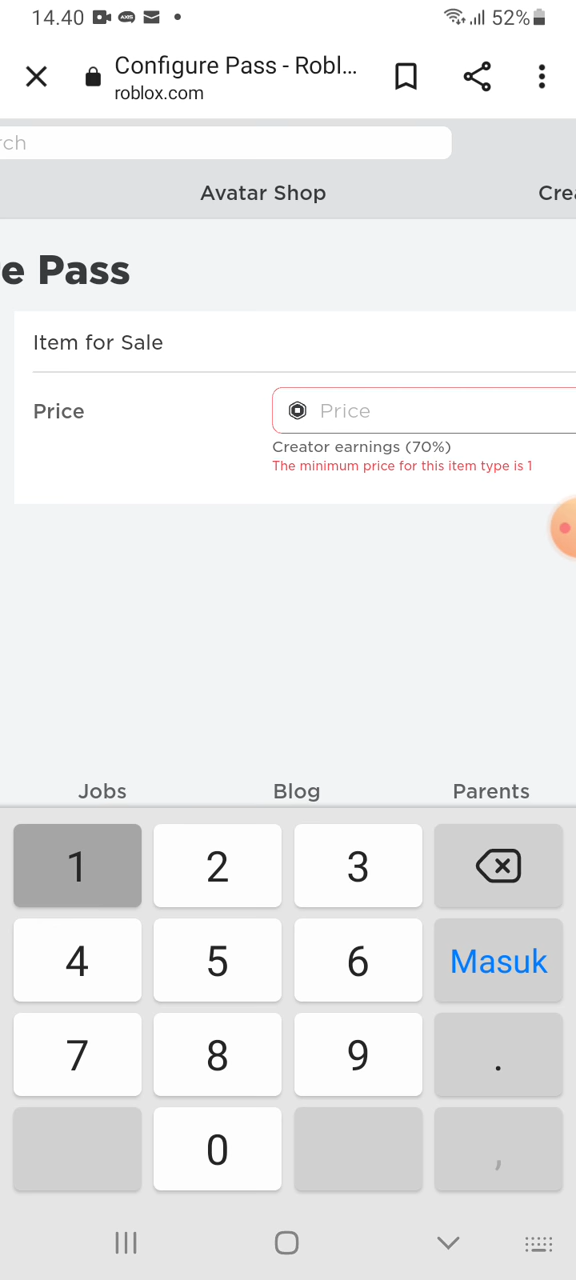 14.40 AXIS 52%
Configure Pass - Robl...
roblox.com
rch
Avatar Shop
Crea
e Pass
Item for Sale
Price
Price
Creator earnings (70%)
The minimum price for this item type is 1
Jobs
Blog
Parents
1 2 3
4 5 6 Masuk
7 8 9 .
0 ,